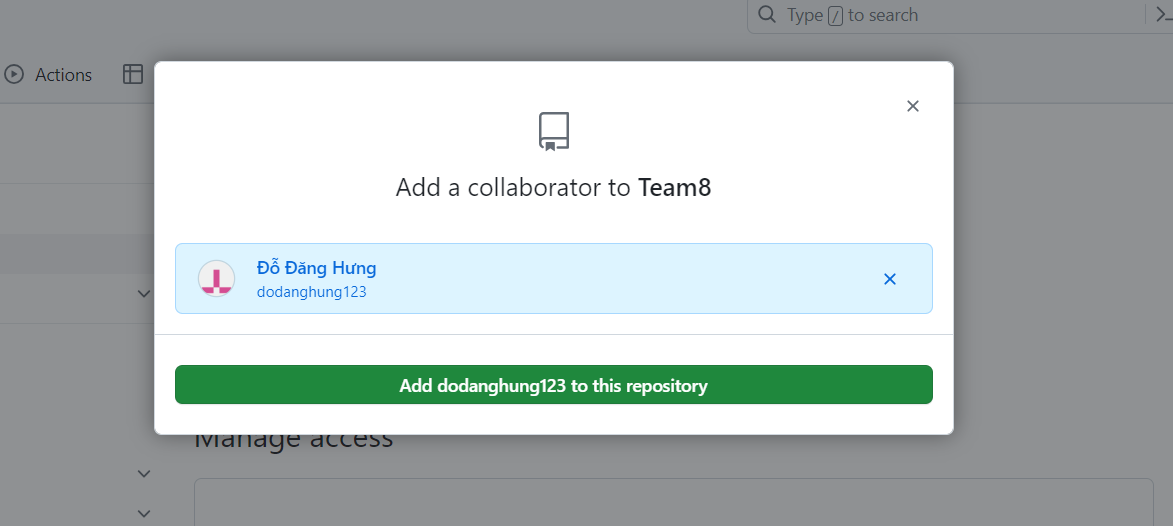 Type / to search
Actions
Add a collaborator to Team8
Đỗ Đăng Hưng
dodanghung123
Add dodanghung123 to this repository
Manage access